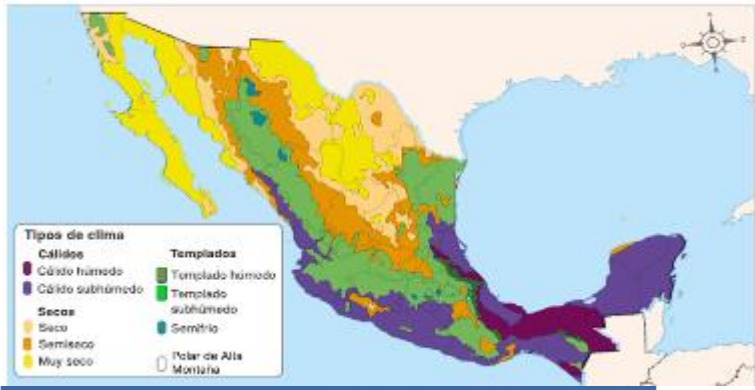 Tipos de clima
Cálidos
Cálido húmedo
Cálido subhúmedo
Secos
Seco
Semiseco
Muy seco
Templados
Templado húmedo
Templado
subhúmedo
Semifrío
Polar de Alta
Montaña